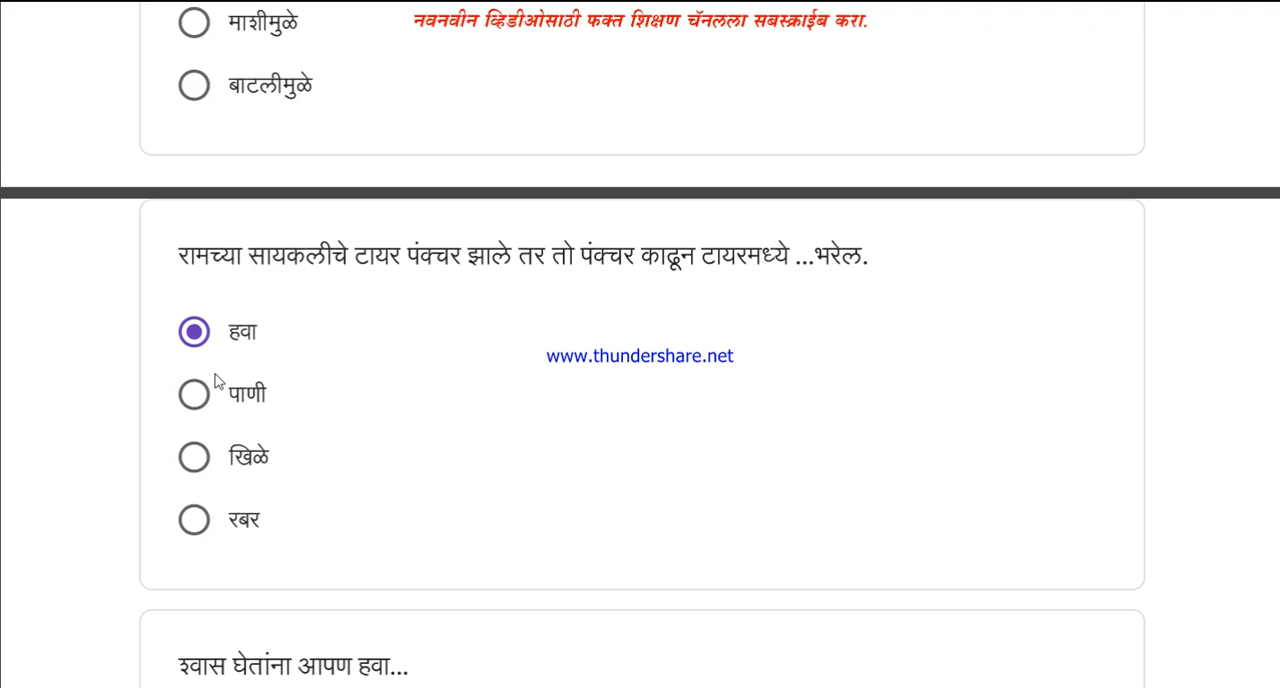 माशीमुळे
नवनवीन व्हिडीओसाठी फक्त शिक्षण चॅनलला सबस्क्राईब करा.
बाटलीमुळे
रामच्या सायकलीचे टायर पंक्चर झाले तर तो पंक्चर काढून टायरमध्ये ...भरेल.
हवा
www.thundershare.net
पाणी
खिळे
रबर
श्वास घेतांना आपण हवा...